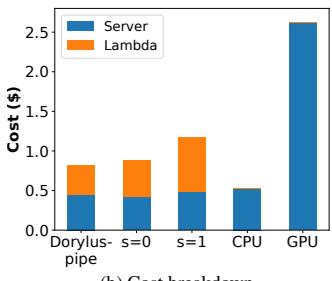 Server
Lambda
Cost ($)
2.5
2.0
1.5
1.0
0.5
0.0
Dorylus-pipe
s=0
s=1
CPU
GPU
(b) Cost breakdown